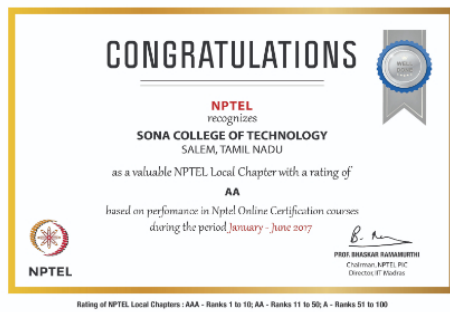 CONGRATULATIONS
WELL DONE
NPTEL
recognizes
SONA COLLEGE OF TECHNOLOGY
SALEM, TAMIL NADU
as a valuable NPTEL Local Chapter with a rating of
AA
based on perfomance in Nptel Online Certification courses
during the period January - June 2017
PROF. BHASKAR RAMAMURTHI
Chairman, NPTEL PIC
Director, IIT Madras
NPTEL
Rating of NPTEL Local Chapters : AAA - Ranks 1 to 10; AA - Ranks 11 to 50; A - Ranks 51 to 100